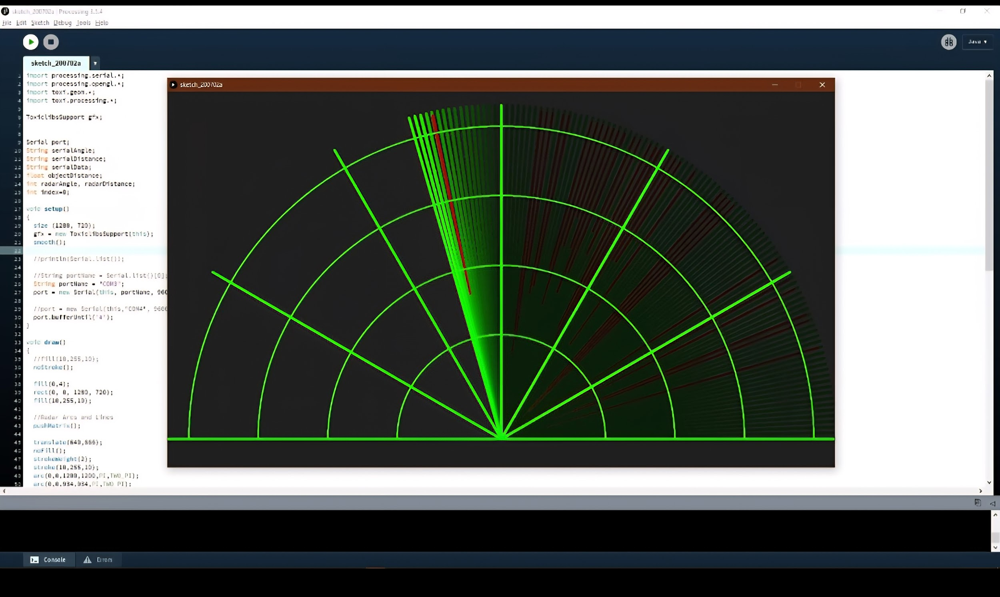 sketch_200702a | Processing 3.5.4
File Edit Sketch Debug Tools Help
Java
sketch_200702a
1 import processing.serial.*;
2 import processing.opengl.*;
3 import toxi.geom.*;
4 import toxi.processing.*;
5
6 ToxiclibsSupport gfx;
7
8
9 Serial port;
10 String serialAngle;
11 String serialDistance;
12 String serialData;
13 float objectDistance;
14 int radarAngle, radarDistance;
15 int index=0;
16
17 void setup()
18 {
19 size (1280, 720);
20 gfx = new ToxiclibsSupport(this);
21 smooth();
22
23 //println(Serial.list());
24
25 //String portName = Serial.list()[0];
26 String portName = "COM3";
27 port = new Serial(this, portName, 960
28
29 //port = new Serial(this,"COM4", 9600
30 port.bufferUntil('4');
31 }
32
33 void draw()
34 {
35 //fill(10,255,10);
36 noStroke();
37
38 fill(0,4);
39 rect(0, 0, 1280, 720);
40 fill(10,255,10);
41
42 //Radar Arcs and Lines
43 pushMatrix();
44
45 translate(640,666);
46 noFill();
47 strokeWeight(2);
48 stroke(10,255,10);
49 arc(0,0,1200,1200,PI,TWO_PI);
50 arc(0,0,934,934,PI,TWO_PI);
sketch_200702a
Console
Errors